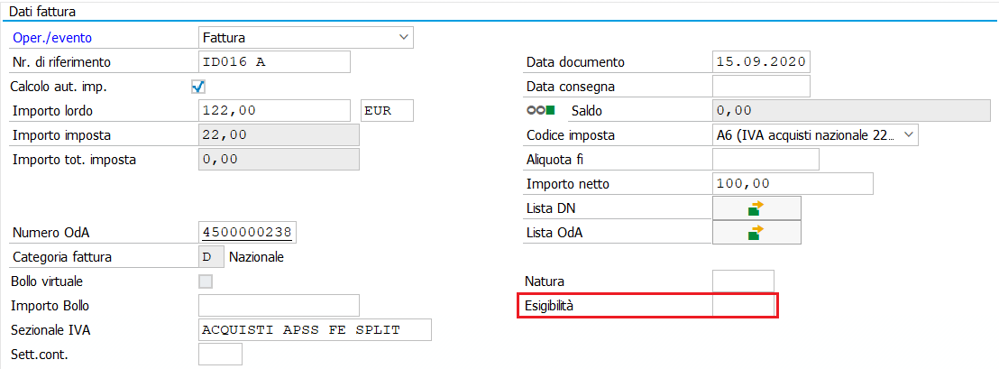 Dati fattura
Oper./evento Fattura
Nr. di riferimento ID016 A Data documento 15.09.2020
Calcolo aut. imp. Data consegna
Importo lordo 122,00 EUR Saldo 0,00
Importo imposta 22,00 Codice imposta A6 (IVA acquisti nazionale 22...
Importo tot. imposta 0,00 Aliquota fi
Importo netto 100,00
Lista DN
Numero OdA 4500000238 Lista OdA
Categoria fattura D Nazionale
Bollo virtuale Natura
Importo Bollo Esigibilità
Sezionale IVA ACQUISTI APSS FE SPLIT
Sett.cont.